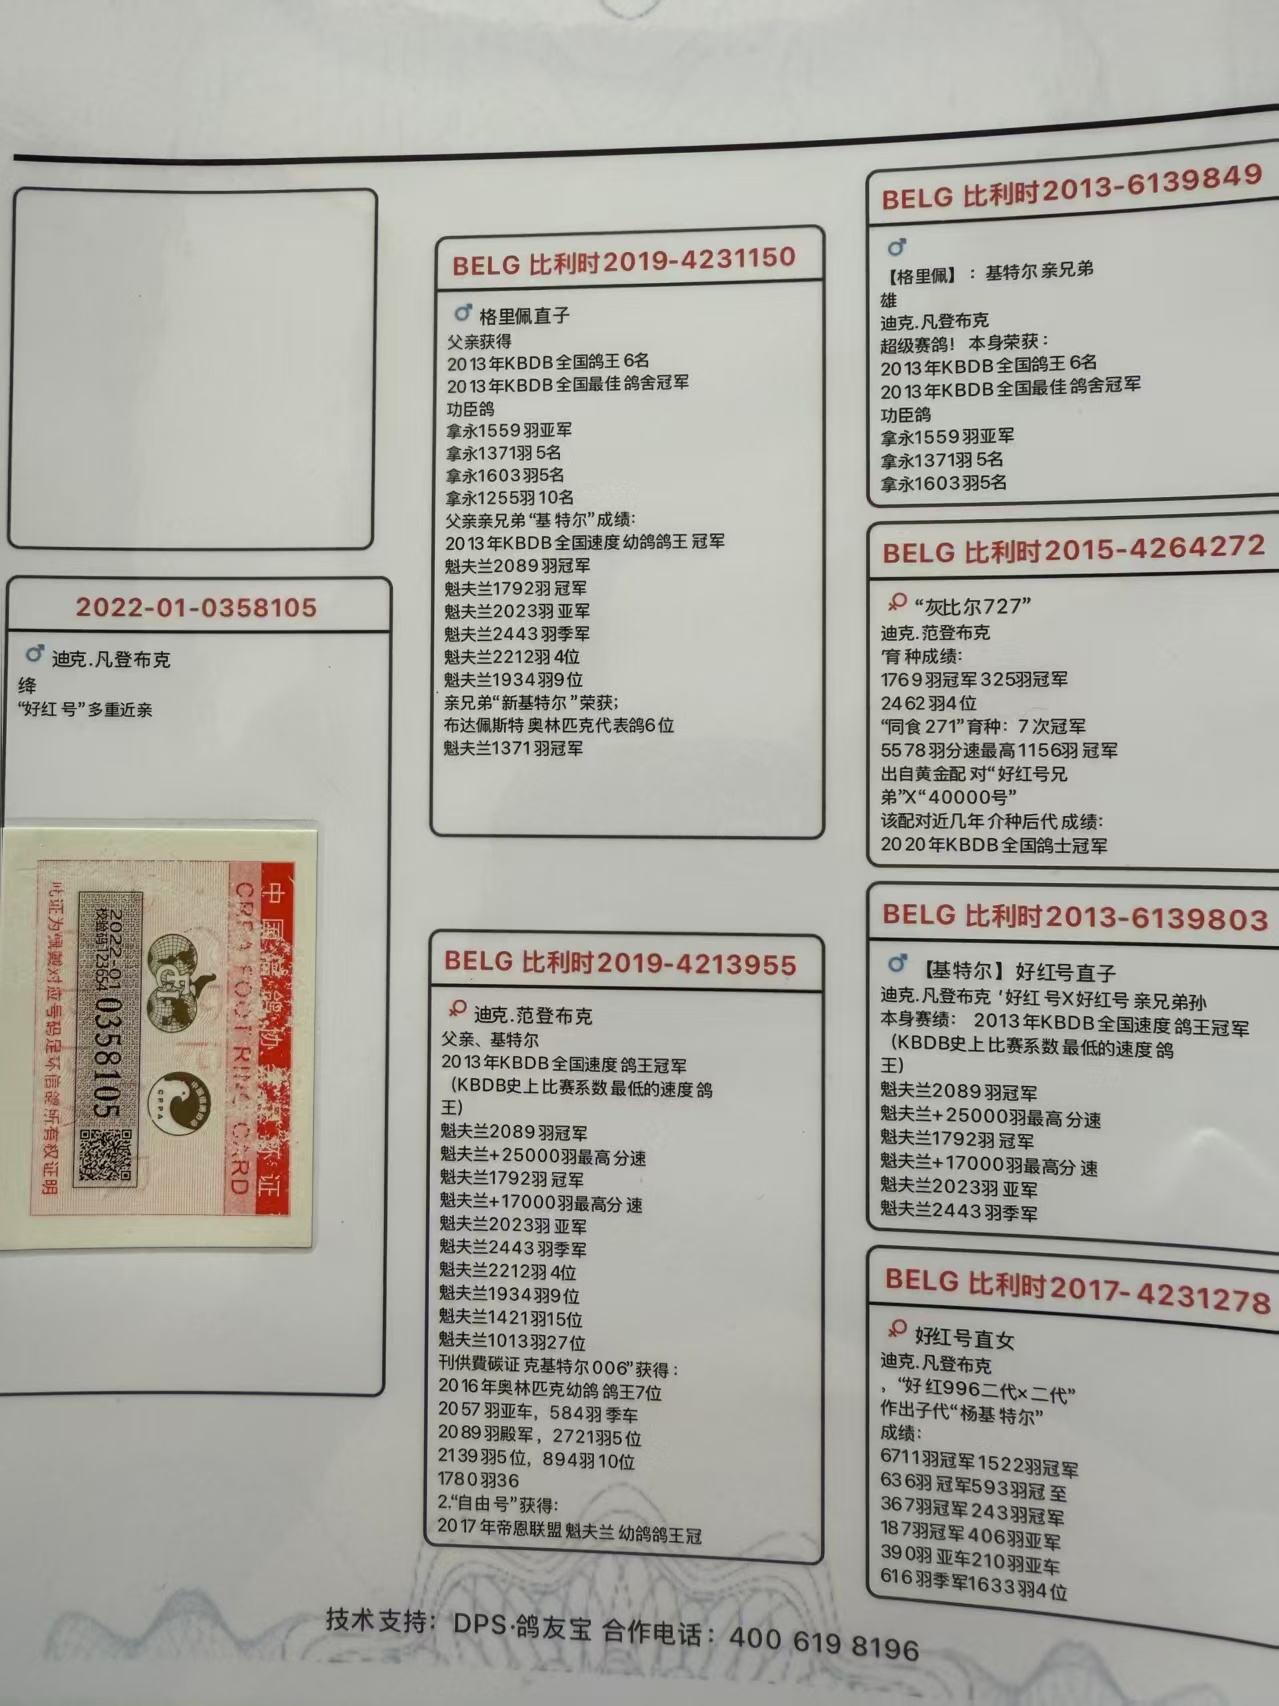 2022-01-0358105
♂ 迪克.凡登布克
绛
“好红 号”多重近亲
中国信鸽协 环证
CRPA FOOT RING CARD
CRPA
2022-01 0358105
校验码123654
此证为佩戴对应号码足环信鸽所有权证明
BELG 比利时2019-4231150
♂ 格里佩直子
父亲获得
2013年KBDB全国鸽王 6名
2013年KBDB全国最佳 鸽舍冠军
功臣鸽
拿永1559羽亚军
拿永1371羽 5名
拿永1603羽5名
拿永1255羽 10名
父亲亲兄弟“基 特尔”成绩:
2013年KBDB全国速度 幼鸽鸽王 冠军
魁夫兰2089羽冠军
魁夫兰1792羽 冠军
魁夫兰2023羽 亚军
魁夫兰2443羽季军
魁夫兰2212羽 4位
魁夫兰1934羽9位
亲兄弟“新基特尔”荣获;
布达佩斯特 奥林匹克代表鸽6位
魁夫兰1371羽冠军
BELG 比利时2019-4213955
♀ 迪克.范登布克
父亲、基特尔
2013年KBDB全国速度 鸽王冠军
（KBDB史上比赛系数 最低的速度 鸽
王）
魁夫兰2089羽冠军
魁夫兰+25000羽最高分速
魁夫兰1792羽 冠军
魁夫兰+17000羽最高分 速
魁夫兰2023羽 亚军
魁夫兰2443羽季军
魁夫兰2212羽 4位
魁夫兰1934羽9位
魁夫兰1421羽15位
魁夫兰1013羽27位
刊供費碳证 克基特尔006”获得：
2016年奥林匹克幼鸽 鸽王7位
2057羽亚车，584羽 季车
2089羽殿军，2721羽5位
2139羽5位，894羽10位
1780羽36
2.“自由号”获得:
2017年帝恩联盟 魁夫兰 幼鸽鸽王冠
BELG 比利时2013-6139849
♂
【格里佩】：基特尔 亲兄弟
雄
迪克.凡登布克
超级赛鸽！本身荣获：
2013年KBDB全国鸽王 6名
2013年KBDB全国最佳 鸽舍冠军
功臣鸽
拿永1559羽亚军
拿永1371羽 5名
拿永1603羽5名
BELG 比利时2015-4264272
♀ “灰比尔727”
迪克.范登布克
‘育种成绩:
1769羽冠军 325羽冠军
2462羽4位
“同食 271”育种：7 次冠军
5578羽分速最高1156羽 冠军
出自黄金配 对“好红号兄
弟”X“40000号”
该配对近几年 介种后代 成绩:
2020年KBDB全国鸽士冠军
BELG 比利时2013-6139803
♂ 【基特尔】好红号直子
迪克.凡登布克 ‘好红 号X好红号 亲兄弟孙
本身赛绩： 2013年KBDB全国速度 鸽王冠军
（KBDB史上比赛系数 最低的速度 鸽
王）
魁夫兰2089羽冠军
魁夫兰+25000羽最高 分速
魁夫兰1792羽 冠军
魁夫兰+17000羽最高分 速
魁夫兰2023羽 亚军
魁夫兰2443羽季军
BELG 比利时2017- 4231278
♀ 好红号直女
迪克.凡登布克
，“好 红996二代×二代”
作出子代“杨基 特尔”
成绩:
6711羽冠军1522羽冠军
636羽 冠军593羽冠 至
367羽冠军 243羽冠军
187羽冠军 406羽亚军
390羽 亚车210羽亚车
616羽季军1633羽4位
技术支持：DPS·鸽友宝 合作电话：400 619 8196